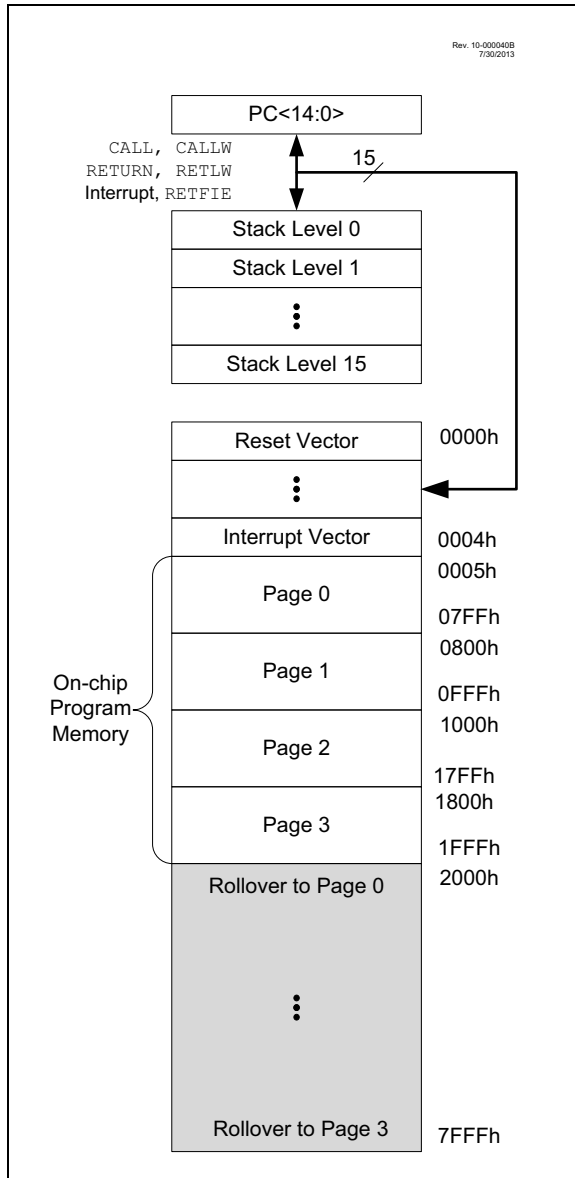 Rev. 10-000040B
7/30/2013
PC<14:0>
CALL, CALLW
RETURN, RETLW
Interrupt, RETFIE
15
Stack Level 0
Stack Level 1
Stack Level 15
Reset Vector
0000h
Interrupt Vector
0004h
0005h
Page 0
07FFh
0800h
Page 1
0FFFh
1000h
On-chip
Program
Memory
Page 2
17FFh
1800h
Page 3
1FFFh
2000h
Rollover to Page 0
Rollover to Page 3
7FFFh